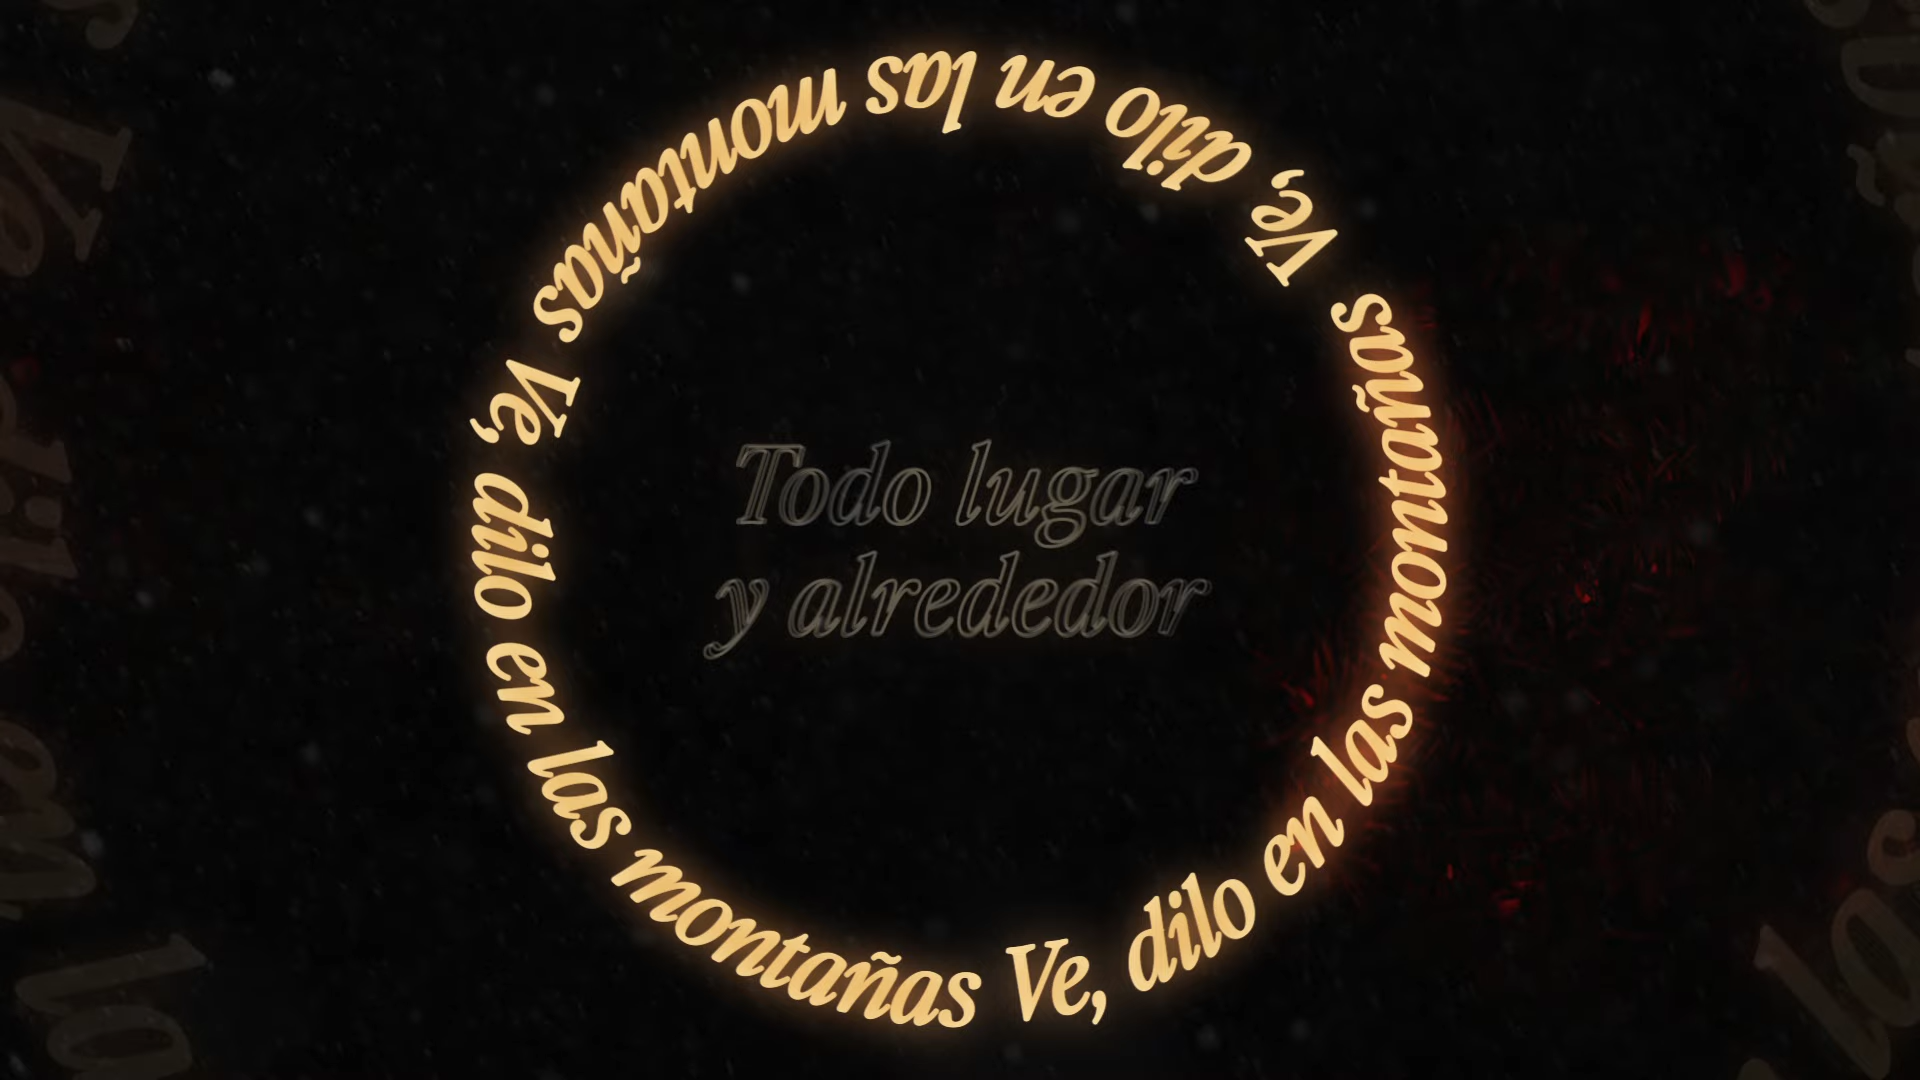 Ve, dilo en las montañas
Ve, dilo en las montañas
Ve, dilo en las montañas
Todo lugar
y alrededor